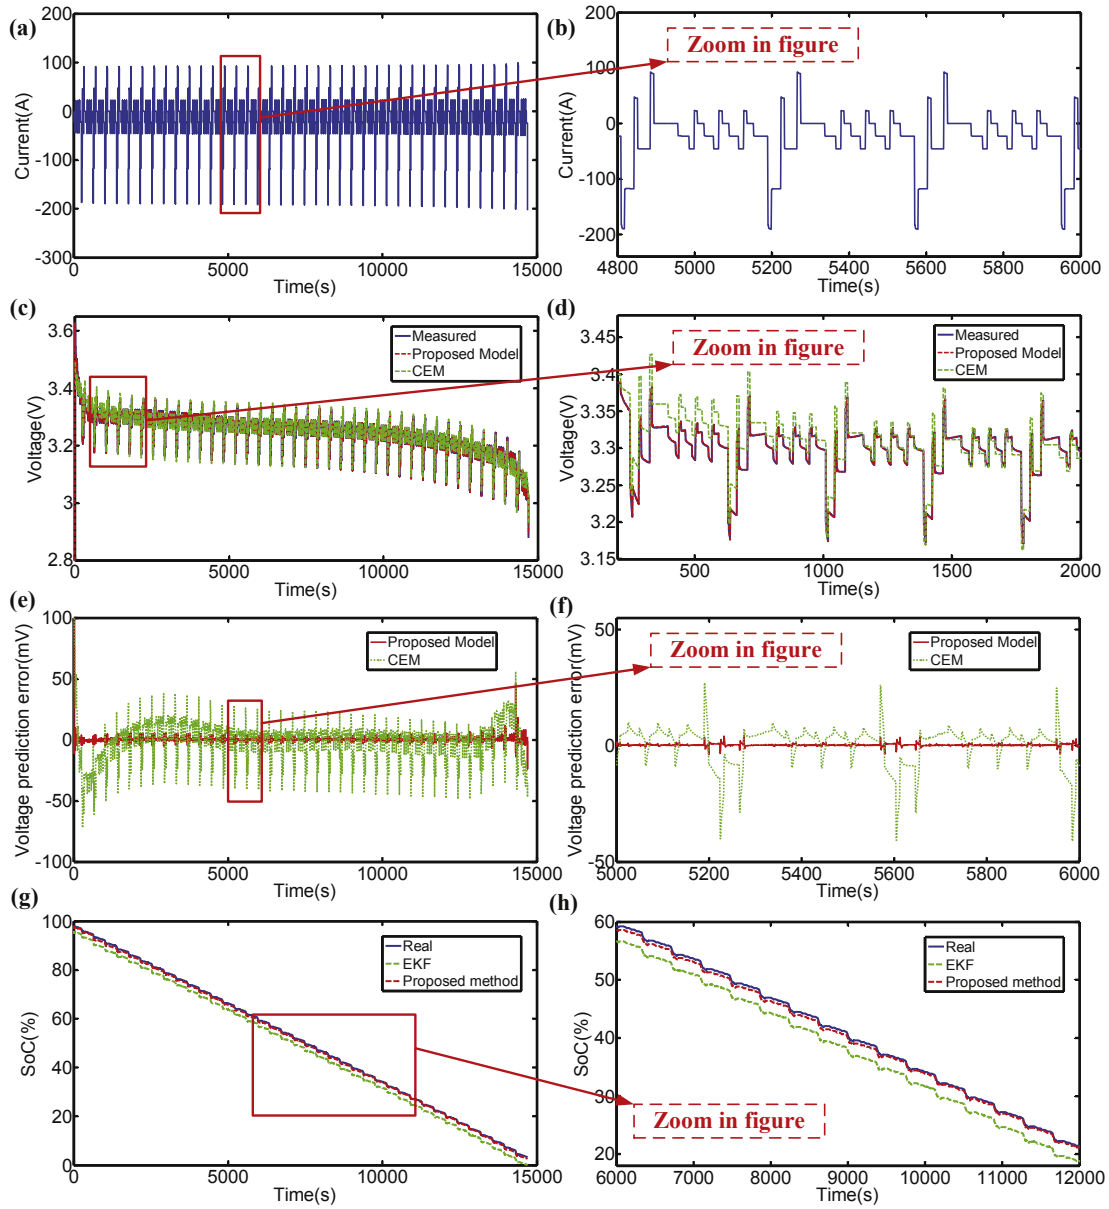 (a)
200
100
0
-100
-200
-300
Current(A)
0
5000
10000
15000
Time(s)
(b)
Zoom in figure
200
100
0
-100
-200
Current(A)
4800
5000
5200
5400
5600
5800
6000
Time(s)
(c)
3.6
3.4
3.2
3
2.8
Voltage(V)
Measured
Proposed Model
CEM
0
5000
10000
15000
Time(s)
(d)
Zoom in figure
3.45
3.4
3.35
3.3
3.25
3.2
3.15
Voltage(V)
Measured
Proposed Model
CEM
500
1000
1500
2000
Time(s)
(e)
100
50
0
-50
-100
Voltage prediction error(mV)
Proposed Model
CEM
0
5000
10000
15000
Time(s)
(f)
Zoom in figure
50
0
-50
Voltage prediction error(mV)
Proposed Model
CEM
5000
5200
5400
5600
5800
6000
Time(s)
(g)
100
80
60
40
20
0
SoC(%)
Real
EKF
Proposed method
0
5000
10000
15000
Time(s)
(h)
60
50
40
30
20
SoC(%)
Real
EKF
Proposed method
Zoom in figure
6000
7000
8000
9000
10000
11000
12000
Time(s)